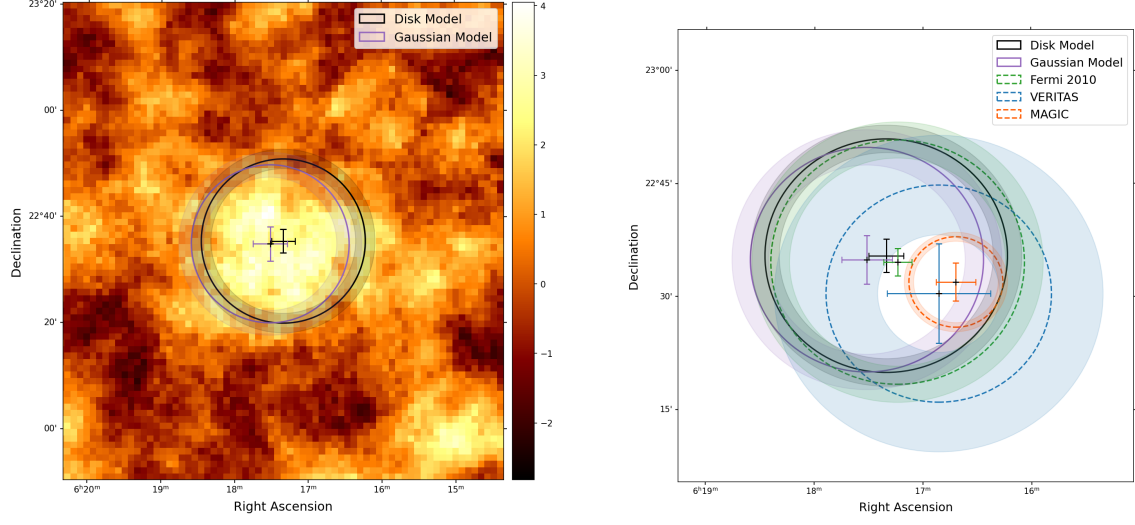 23°20'
00'
22°40'
20'
00'
Declination
6ʰ20ᵐ
19ᵐ
18ᵐ
17ᵐ
16ᵐ
15ᵐ
Right Ascension
Disk Model
Gaussian Model
4
3
2
1
0
−1
−2
23°00'
22°45'
30'
15'
Declination
6ʰ19ᵐ
18ᵐ
17ᵐ
16ᵐ
Right Ascension
Disk Model
Gaussian Model
Fermi 2010
VERITAS
MAGIC